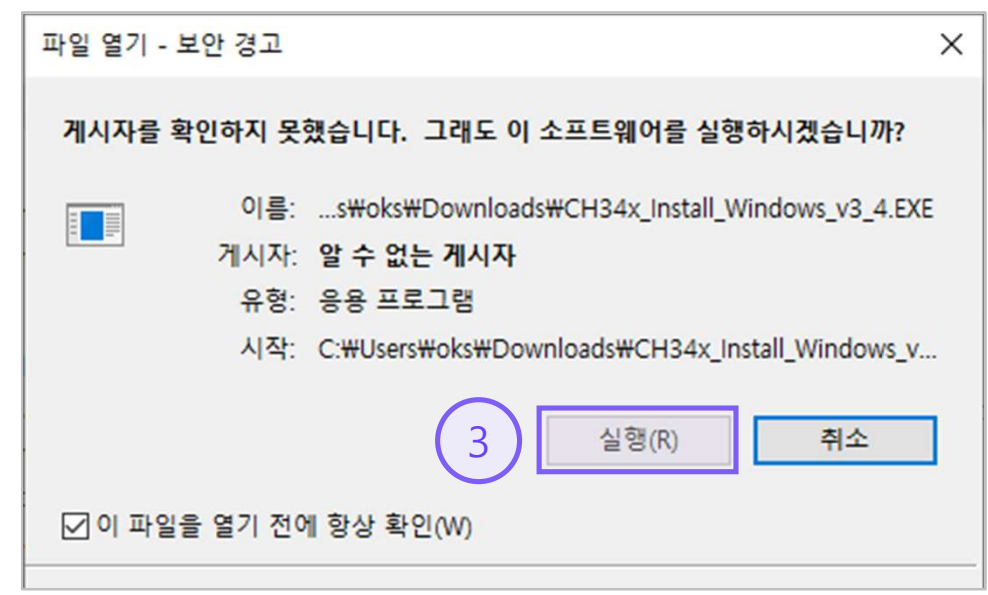 파일 열기 - 보안 경고
게시자를 확인하지 못했습니다. 그래도 이 소프트웨어를 실행하시겠습니까?
이름: ...s₩oks₩Downloads₩CH34x_Install_Windows_v3_4.EXE
게시자: 알 수 없는 게시자
유형: 응용 프로그램
시작: C:₩Users₩oks₩Downloads₩CH34x_Install_Windows_v...
3 실행(R) 취소
이 파일을 열기 전에 항상 확인(W)